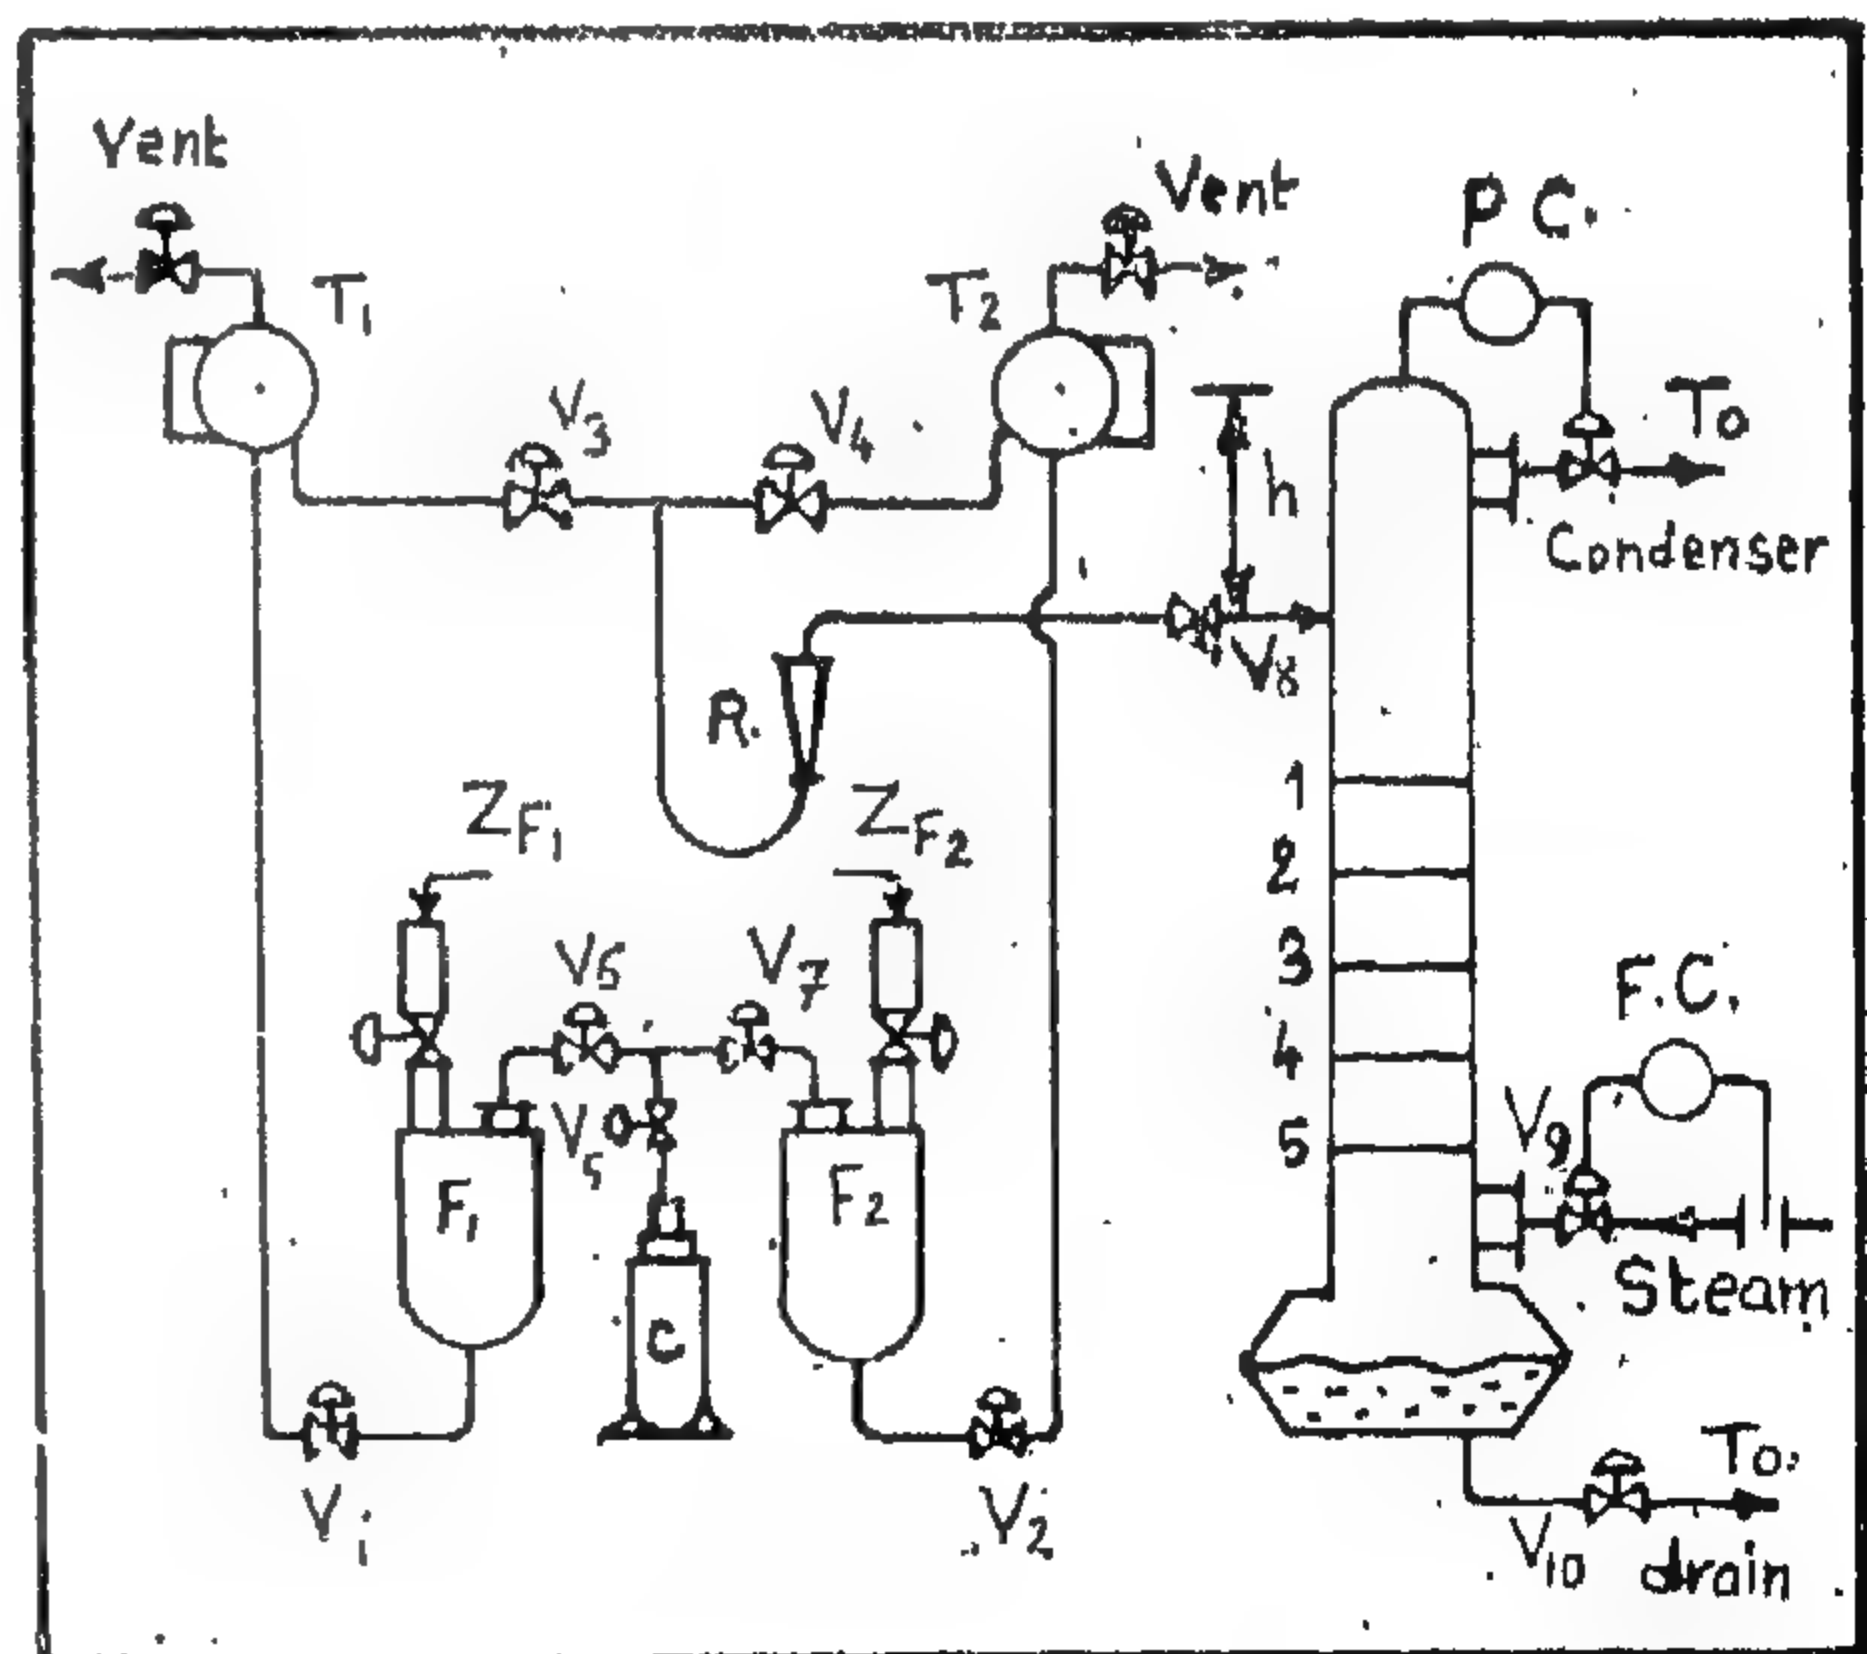 Vent
Vent
P C.
T1
T2
V3
V4
h
To
Condenser
V8
R.
ZF1
ZF2
1
2
3
4
5
V6
V7
F.C.
V5
V9
F1
F2
C
Steam
V1
V2
To
V10
drain